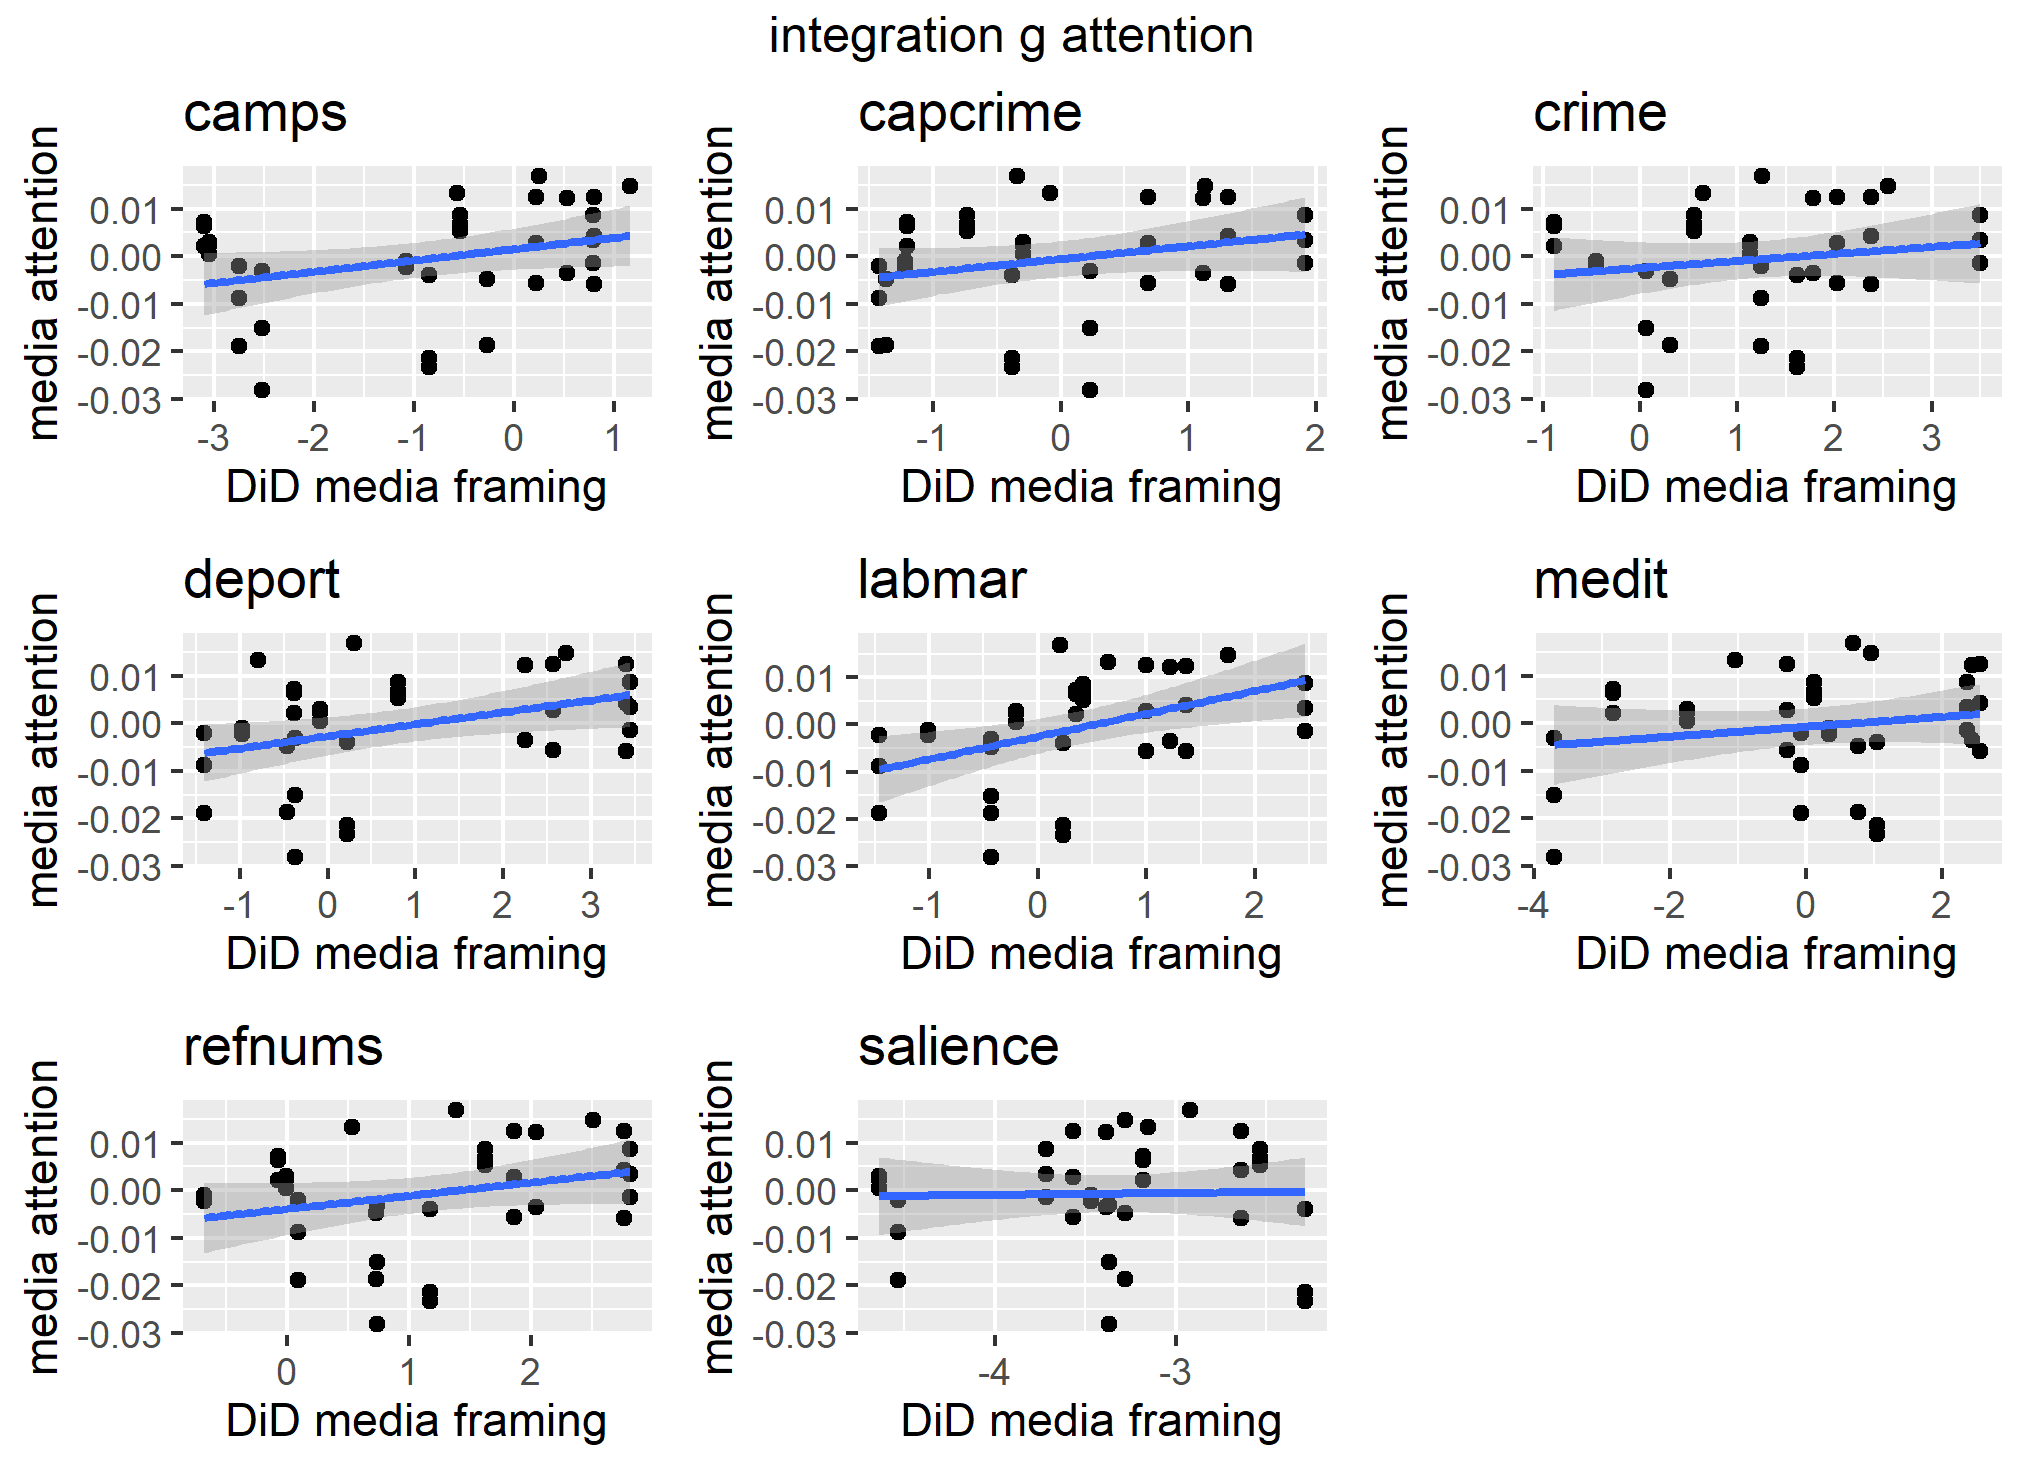 integration g attention
camps
media attention
0.01
0.00
-0.01
-0.02
-0.03
-3 -2 -1 0 1
DiD media framing
capcrime
media attention
0.01
0.00
-0.01
-0.02
-0.03
-1 0 1 2
DiD media framing
crime
media attention
0.01
0.00
-0.01
-0.02
-0.03
-1 0 1 2 3
DiD media framing
deport
media attention
0.01
0.00
-0.01
-0.02
-0.03
-1 0 1 2 3
DiD media framing
labmar
media attention
0.01
0.00
-0.01
-0.02
-0.03
-1 0 1 2
DiD media framing
medit
media attention
0.01
0.00
-0.01
-0.02
-0.03
-4 -2 0 2
DiD media framing
refnums
media attention
0.01
0.00
-0.01
-0.02
-0.03
0 1 2
DiD media framing
salience
media attention
0.01
0.00
-0.01
-0.02
-0.03
-4 -3
DiD media framing